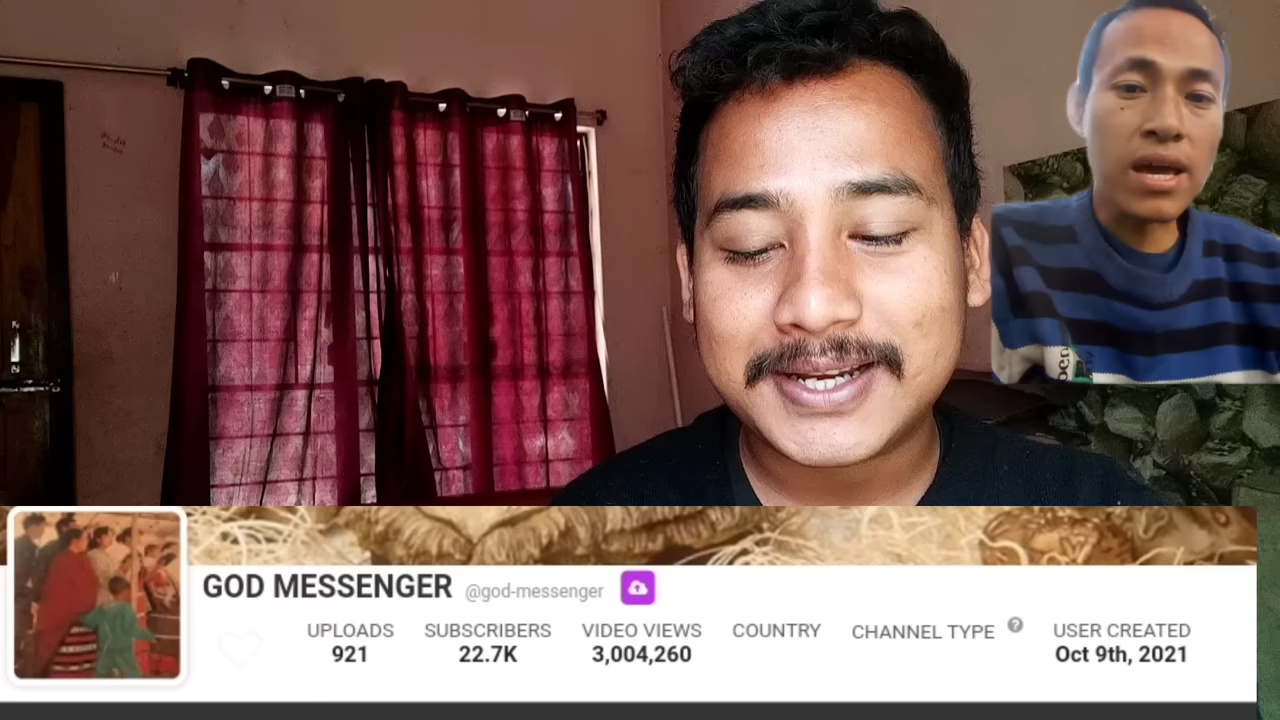 GOD MESSENGER @god-messenger
UPLOADS SUBSCRIBERS VIDEO VIEWS COUNTRY CHANNEL TYPE ?
USER CREATED
921 22.7K 3,004,260 Oct 9th, 2021